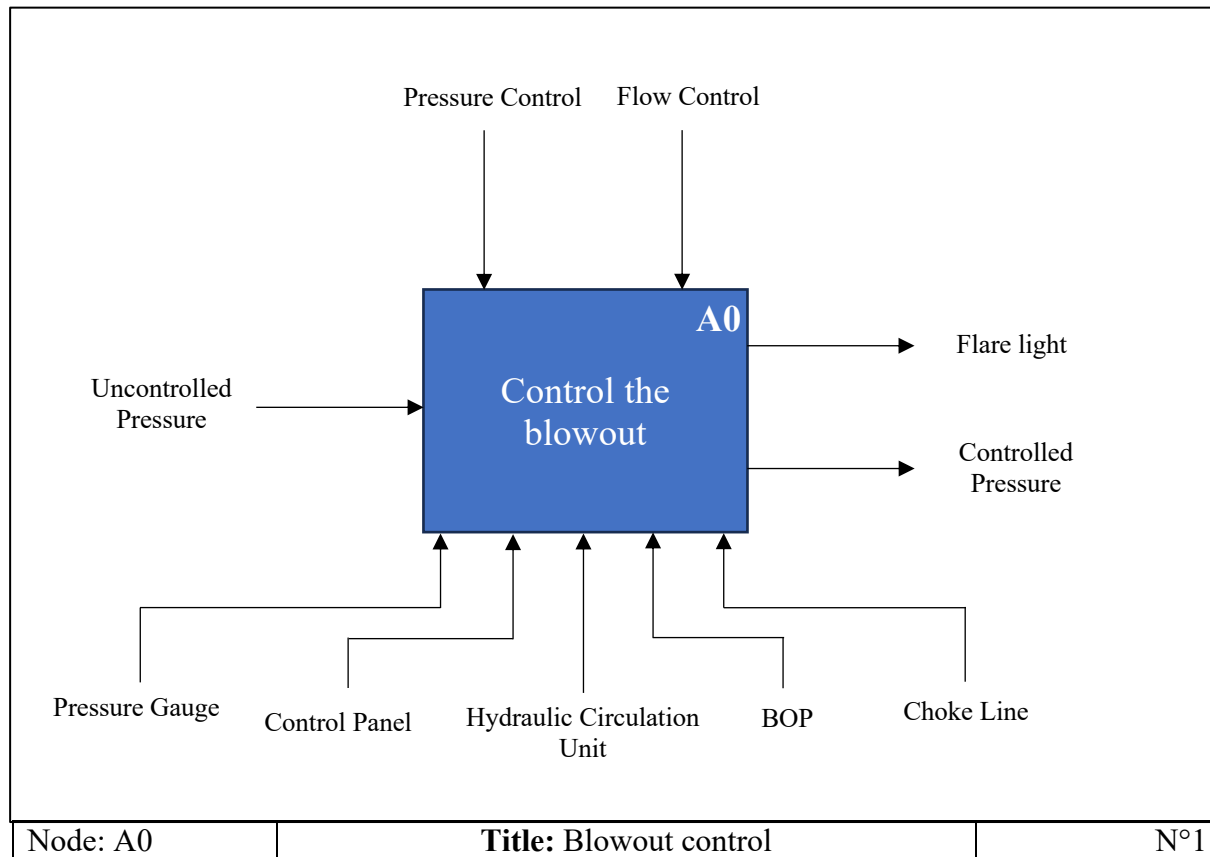 Pressure Control
Flow Control
A0
Flare light
Control the
blowout
Uncontrolled
Pressure
Controlled
Pressure
Pressure Gauge
Control Panel
Hydraulic Circulation
Unit
BOP
Choke Line
Node: A0
Title: Blowout control
N°1